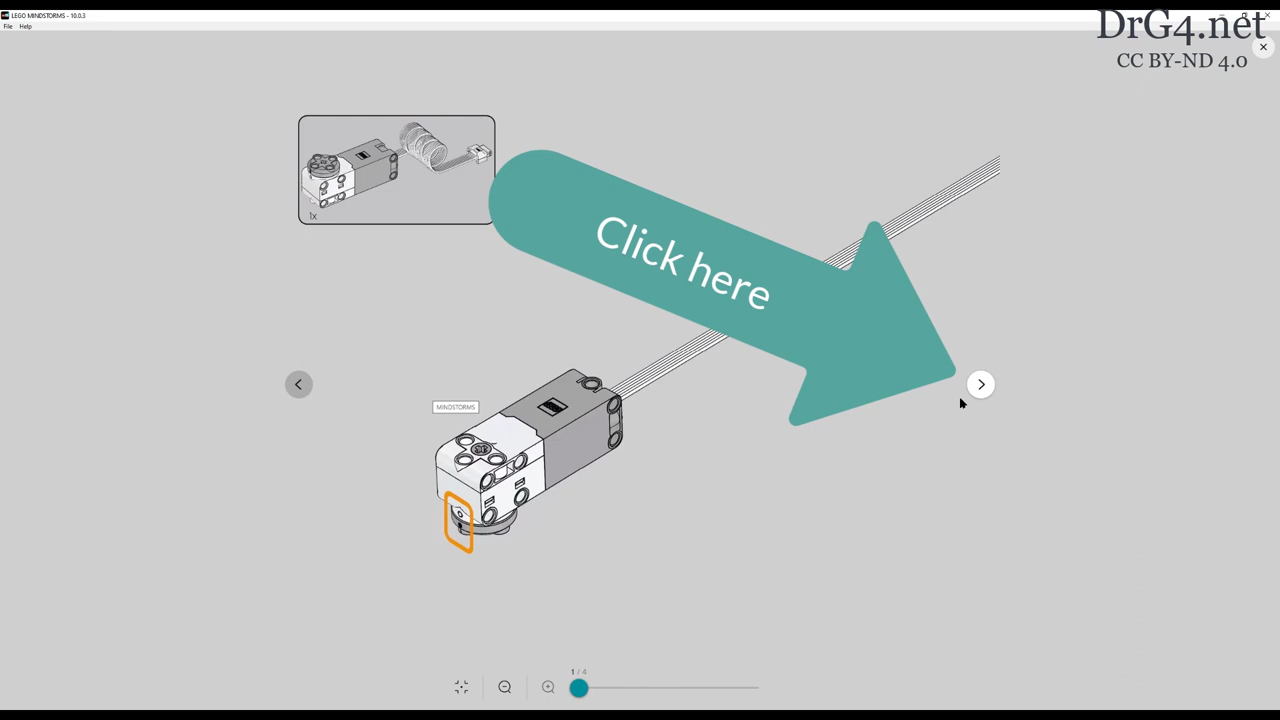 LEGO MINDSTORMS - 10.0.3
File Help
DrG4.net
CC BY-ND 4.0
1x
Click here
MINDSTORMS
1 / 4